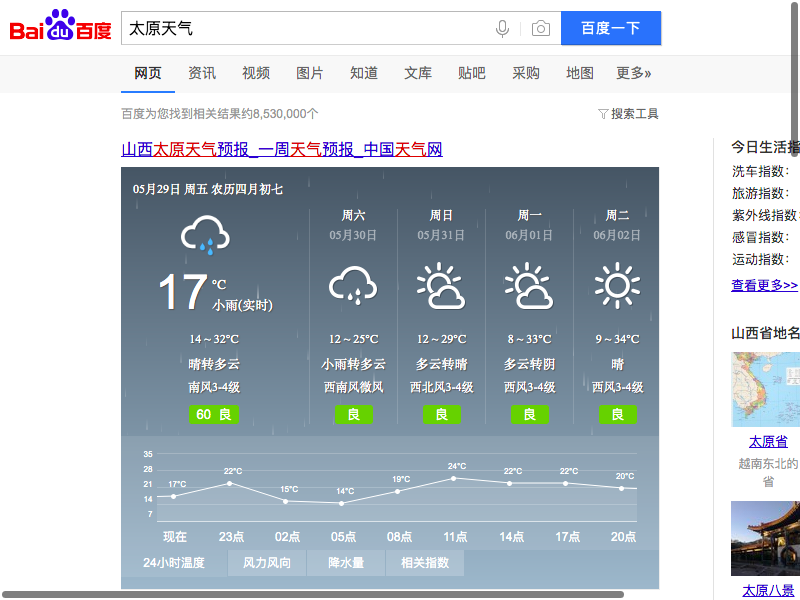 Bai du 百度
太原天气
百度一下
网页 资讯 视频 图片 知道 文库 贴吧 采购 地图 更多»
百度为您找到相关结果约8,530,000个
搜索工具
山西太原天气预报_一周天气预报_中国天气网
05月29日 周五 农历四月初七
17 ℃
小雨(实时)
14～32℃
晴转多云
南风3-4级
60 良
周六
05月30日
12～25℃
小雨转多云
西南风微风
良
周日
05月31日
12～29℃
多云转晴
西北风3-4级
良
周一
06月01日
8～33℃
多云转阴
西风3-4级
良
周二
06月02日
9～34℃
晴
西风3-4级
良
35
28
21
14
7
17℃ 22℃ 15℃ 14℃ 19℃ 24℃ 22℃ 22℃ 20℃
现在 23点 02点 05点 08点 11点 14点 17点 20点
24小时温度 风力风向 降水量 相关指数
今日生活指
洗车指数：
旅游指数：
紫外线指数：
感冒指数：
运动指数：
查看更多>>
山西省地名
太原省
越南东北的
省
太原八景